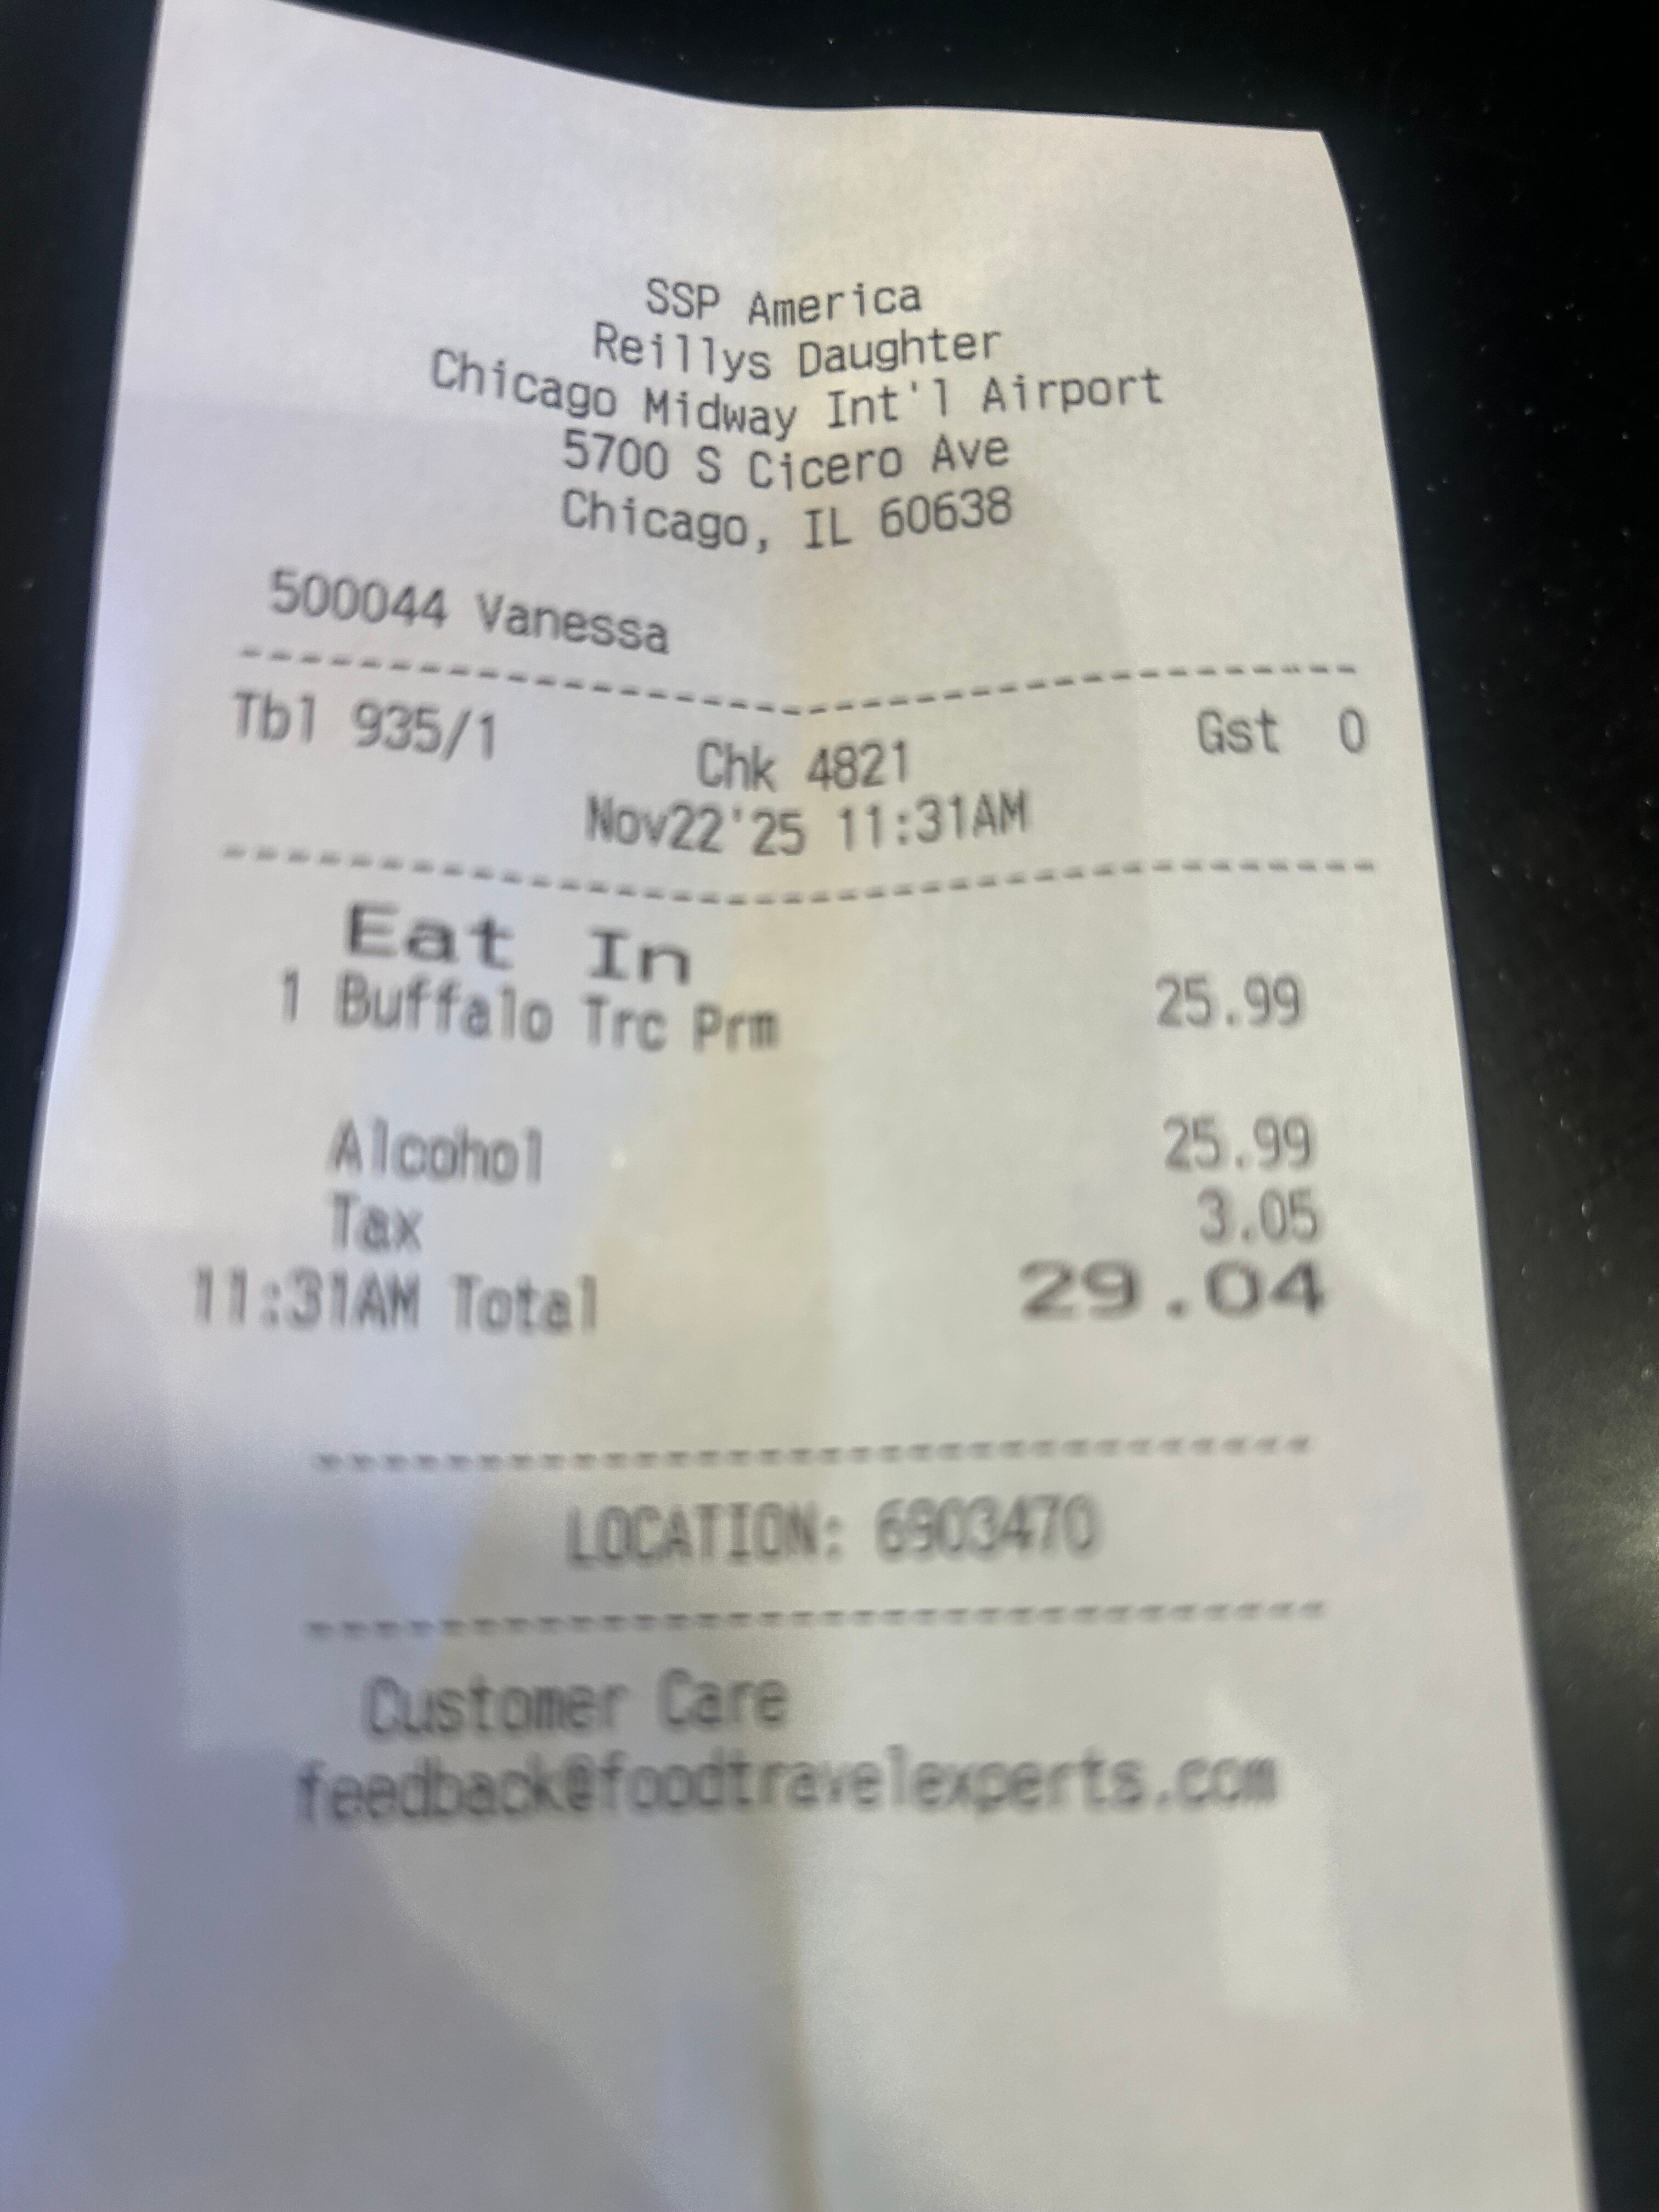 SSP America
Reillys Daughter
Chicago Midway Int'l Airport
5700 S Cicero Ave
Chicago, IL 60638
500044 Vanessa
--------------------------------------
Tbl 935/1 Chk 4821 Gst 0
Nov22'25 11:31AM
--------------------------------------
Eat In
1 Buffalo Trc Prm 25.99
Alcohol 25.99
Tax 3.05
11:31AM Total 29.04
--------------------------------
LOCATION: 6903470
--------------------------------
Customer Care
feedback@foodtravelexperts.com